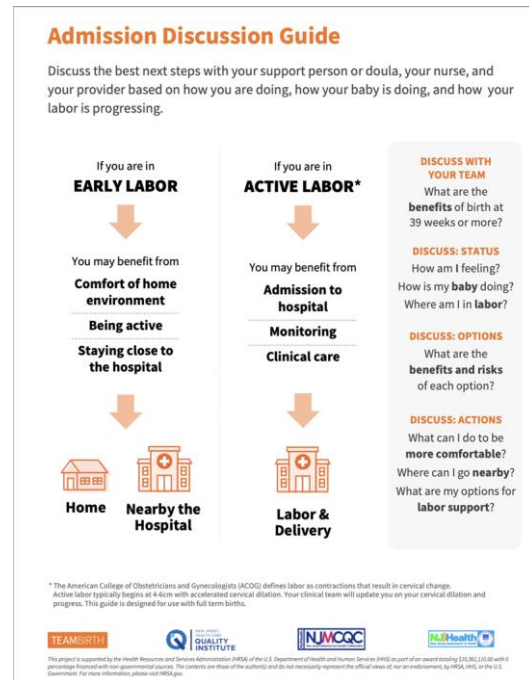 Admission Discussion Guide
Discuss the best next steps with your support person or doula, your nurse, and
your provider based on how you are doing, how your baby is doing, and how your
labor is progressing.
If you are in
EARLY LABOR
You may benefit from
Comfort of home
environment
Being active
Staying close to
the hospital
Home
Nearby the
Hospital
If you are in
ACTIVE LABOR*
You may benefit from
Admission to
hospital
Monitoring
Clinical care
Labor &
Delivery
DISCUSS WITH
YOUR TEAM
What are the
benefits of birth at
39 weeks or more?
DISCUSS: STATUS
How am I feeling?
How is my baby doing?
Where am I in labor?
DISCUSS: OPTIONS
What are the
benefits and risks
of each option?
DISCUSS: ACTIONS
What can I do to be
more comfortable?
Where can I go nearby?
What are my options for
labor support?
* The American College of Obstetricians and Gynecologists (ACOG) defines labor as contractions that result in cervical change.
Active labor typically begins at 4-6cm with accelerated cervical dilation. Your clinical team will update you on your cervical dilation and
progress. This guide is designed for use with full term births.
TEAMBIRTH
NEW JERSEY
HEALTH CARE
QUALITY
INSTITUTE
NJMCQC
NJHealth
This project is supported by the Health Resources and Services Administration (HRSA) of the U.S. Department of Health and Human Services (HHS) as part of an award totaling $10,361,110.00 with 0
percentage financed with non-governmental sources. The contents are those of the author(s) and do not necessarily represent the official views of, nor an endorsement, by HRSA, HHS, or the U.S.
Government. For more information, please visit HRSA.gov.